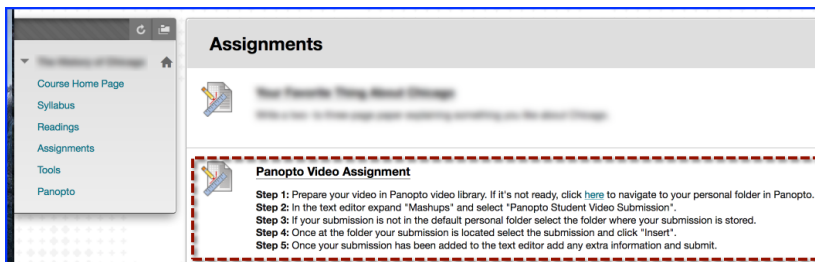 Assignments
Course Home Page
Syllabus
Readings
Assignments
Tools
Panopto
Panopto Video Assignment
Step 1: Prepare your video in Panopto video library. If it's not ready, click here to navigate to your personal folder in Panopto.
Step 2: In the text editor expand "Mashups" and select "Panopto Student Video Submission".
Step 3: If your submission is not in the default personal folder select the folder where your submission is stored.
Step 4: Once at the folder your submission is located select the submission and click "Insert".
Step 5: Once your submission has been added to the text editor add any extra information and submit.